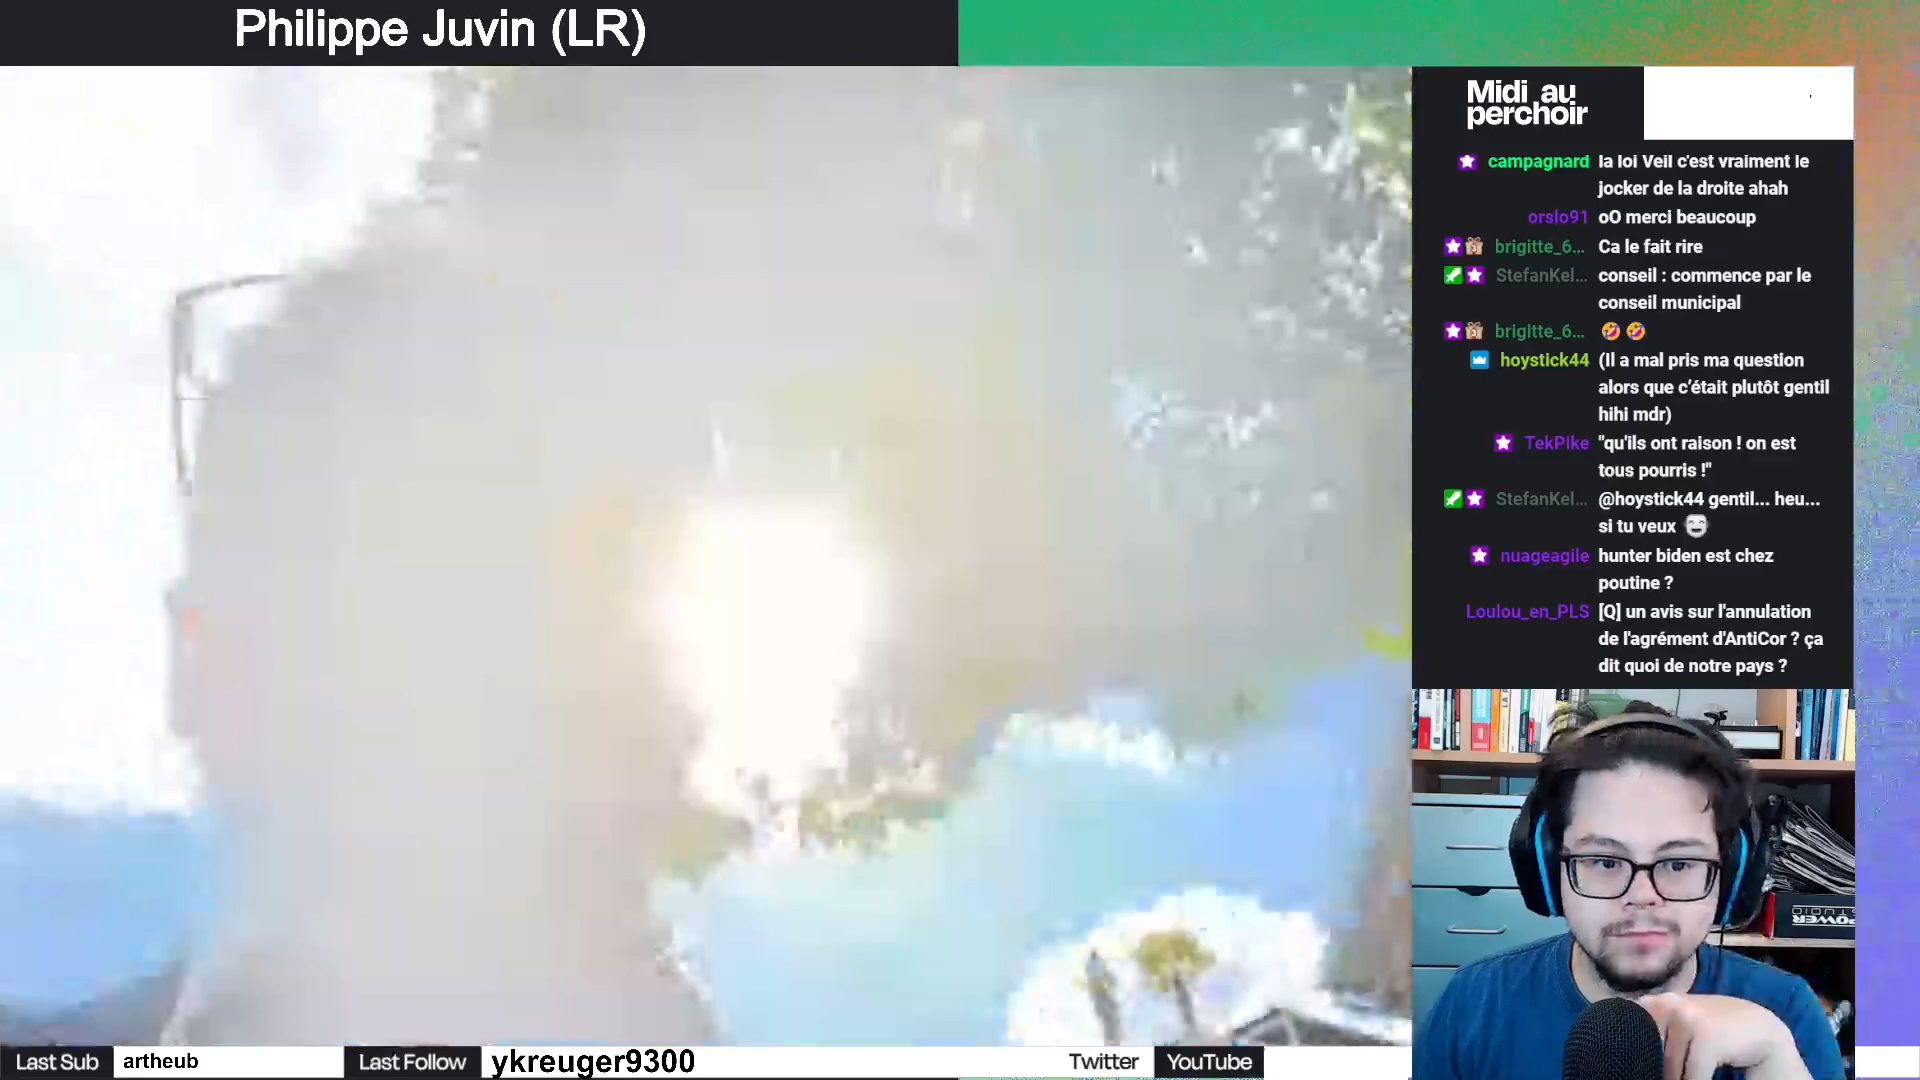 Philippe Juvin (LR)
Midi au
perchoir
campagnard la loi Veil c'est vraiment le
jocker de la droite ahah
orslo91 oO merci beaucoup
brigitte_6... Ca le fait rire
StefanKel... conseil : commence par le
conseil municipal
brigitte_6... 🤣 🤣
hoystick44 (Il a mal pris ma question
alors que c'était plutôt gentil
hihi mdr)
TekPIke "qu'ils ont raison ! on est
tous pourris !"
StefanKel... @hoystick44 gentil... heu...
si tu veux
nuageagile hunter biden est chez
poutine ?
Loulou_en_PLS [Q] un avis sur l'annulation
de l'agrément d'AntiCor ? ça
dit quoi de notre pays ?
POWER
STUDIO
Last Sub artheub Last Follow ykreuger9300 Twitter YouTube